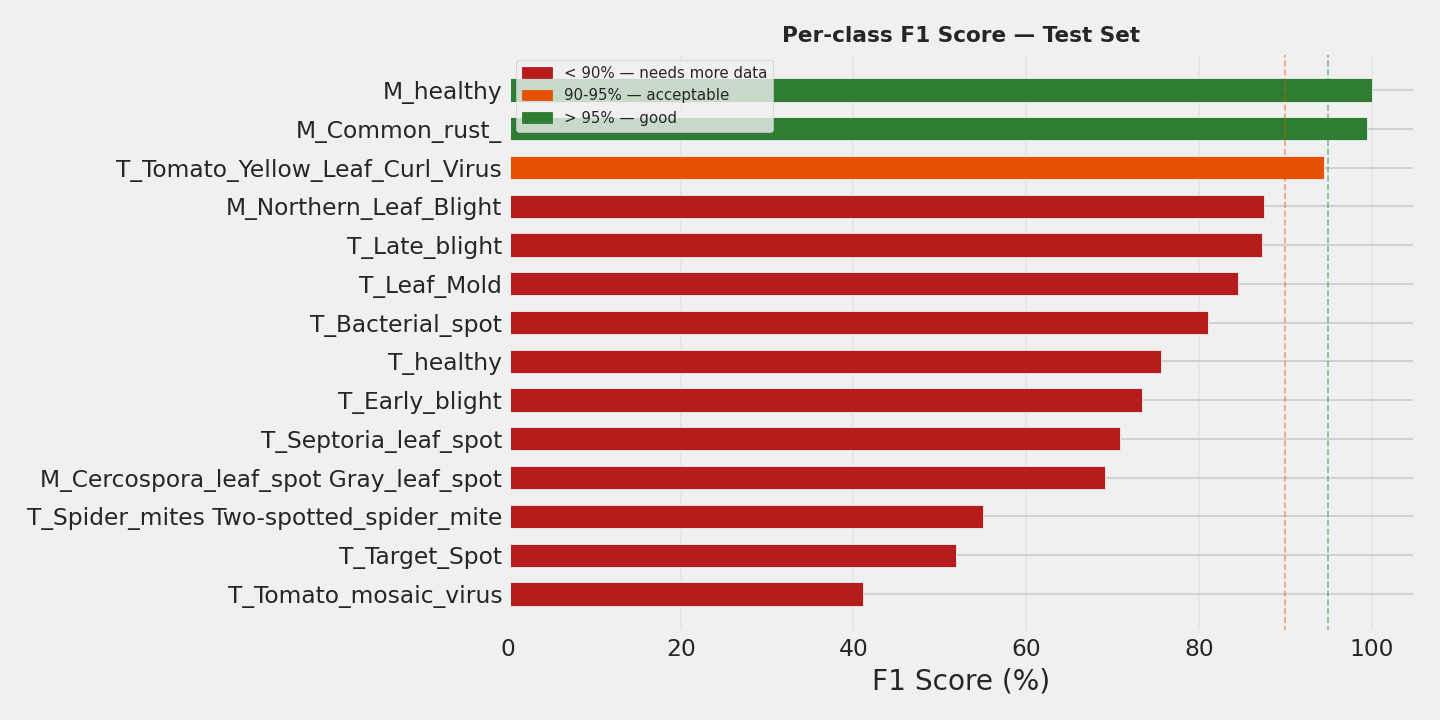 Per-class F1 Score — Test Set
< 90% — needs more data
90-95% — acceptable
> 95% — good
M_healthy
M_Common_rust_
T_Tomato_Yellow_Leaf_Curl_Virus
M_Northern_Leaf_Blight
T_Late_blight
T_Leaf_Mold
T_Bacterial_spot
T_healthy
T_Early_blight
T_Septoria_leaf_spot
M_Cercospora_leaf_spot Gray_leaf_spot
T_Spider_mites Two-spotted_spider_mite
T_Target_Spot
T_Tomato_mosaic_virus
0 20 40 60 80 100
F1 Score (%)